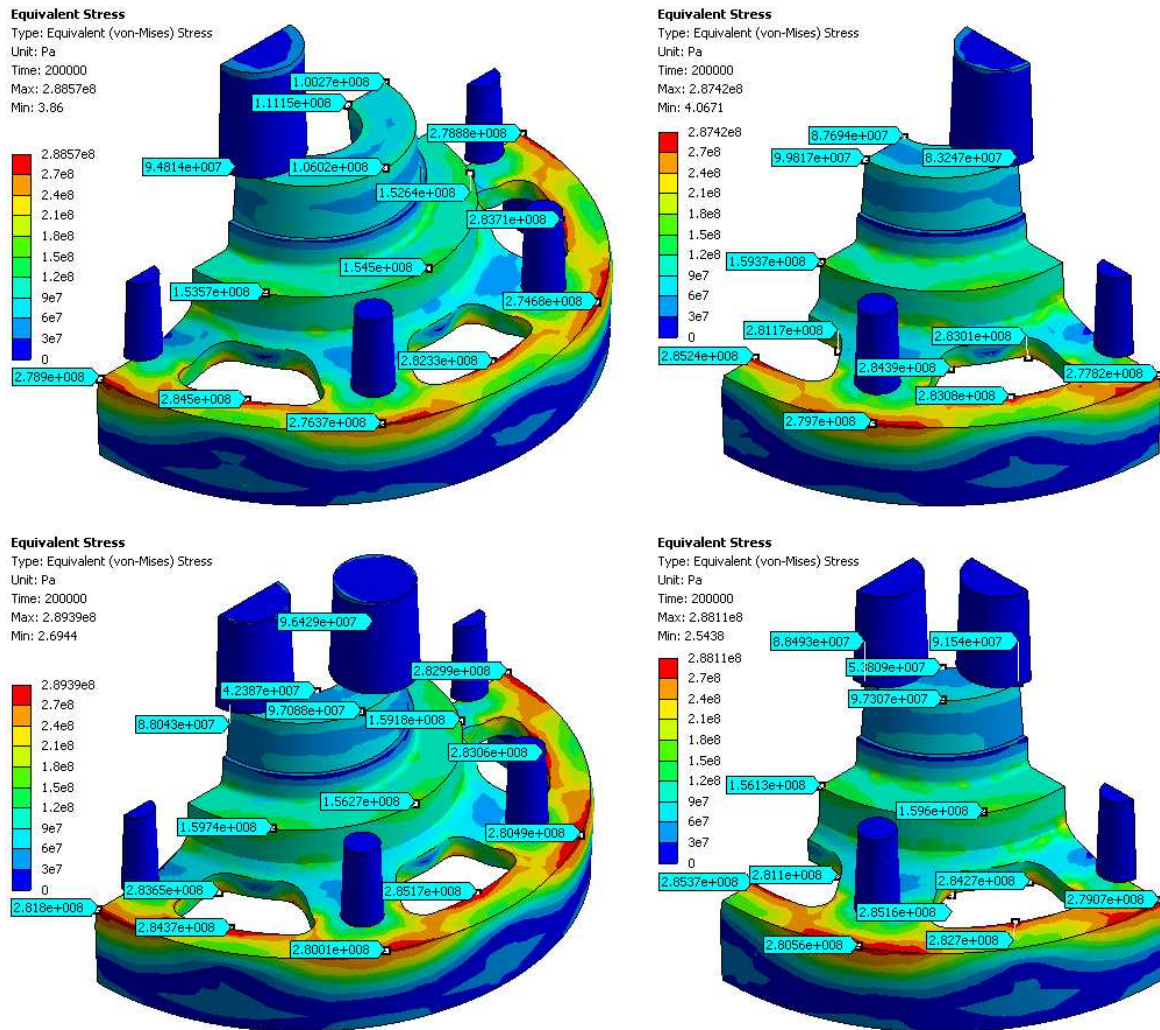 Equivalent Stress
Type: Equivalent (von-Mises) Stress
Unit: Pa
Time: 200000
Max: 2.8857e8
Min: 3.86
2.8857e8
2.7e8
2.4e8
2.1e8
1.8e8
1.5e8
1.2e8
9e7
6e7
3e7
0
1.0027e+008
1.1115e+008
2.7888e+008
9.4814e+007
1.0602e+008
1.5264e+008
2.8371e+008
1.545e+008
1.5357e+008
2.7468e+008
2.8233e+008
2.789e+008
2.845e+008
2.7637e+008
Equivalent Stress
Type: Equivalent (von-Mises) Stress
Unit: Pa
Time: 200000
Max: 2.8742e8
Min: 4.0671
2.8742e8
2.7e8
2.4e8
2.1e8
1.8e8
1.5e8
1.2e8
9e7
6e7
3e7
0
8.7694e+007
9.9817e+007
8.3247e+007
1.5937e+008
2.8117e+008
2.8301e+008
2.8524e+008
2.8439e+008
2.7782e+008
2.8308e+008
2.797e+008
Equivalent Stress
Type: Equivalent (von-Mises) Stress
Unit: Pa
Time: 200000
Max: 2.8939e8
Min: 2.6944
2.8939e8
2.7e8
2.4e8
2.1e8
1.8e8
1.5e8
1.2e8
9e7
6e7
3e7
0
9.6429e+007
2.8299e+008
4.2387e+007
9.7088e+007
8.8043e+007
1.5918e+008
2.8306e+008
1.5627e+008
1.5974e+008
2.8049e+008
2.8365e+008
2.8517e+008
2.818e+008
2.8437e+008
2.8001e+008
Equivalent Stress
Type: Equivalent (von-Mises) Stress
Unit: Pa
Time: 200000
Max: 2.8811e8
Min: 2.5438
2.8811e8
2.7e8
2.4e8
2.1e8
1.8e8
1.5e8
1.2e8
9e7
6e7
3e7
0
8.8493e+007
9.154e+007
5.3809e+007
9.7307e+007
1.5613e+008
1.596e+008
2.811e+008
2.8427e+008
2.8537e+008
2.7907e+008
2.8516e+008
2.8056e+008
2.827e+008